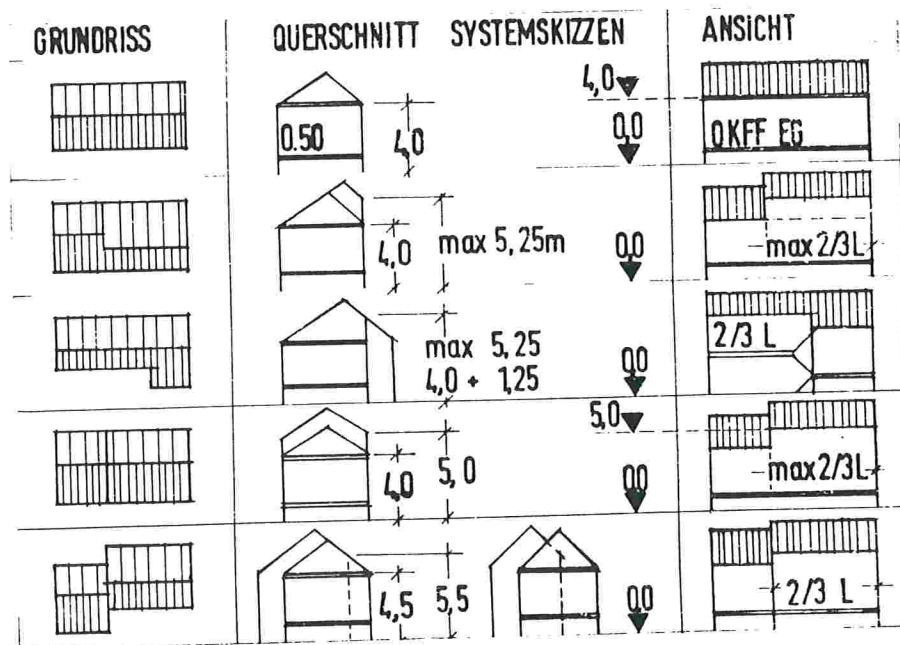 GRUNDRISS QUERSCHNITT SYSTEMSKIZZEN ANSICHT
4,0
0.50 4,0 0,0 OKFF EG
4,0 max 5,25m 0,0 max 2/3 L
max 5,25 2/3 L
4,0 + 1,25 0,0
5,0
4,0 5,0 0,0 max 2/3 L
4,5 5,5 0,0 2/3 L